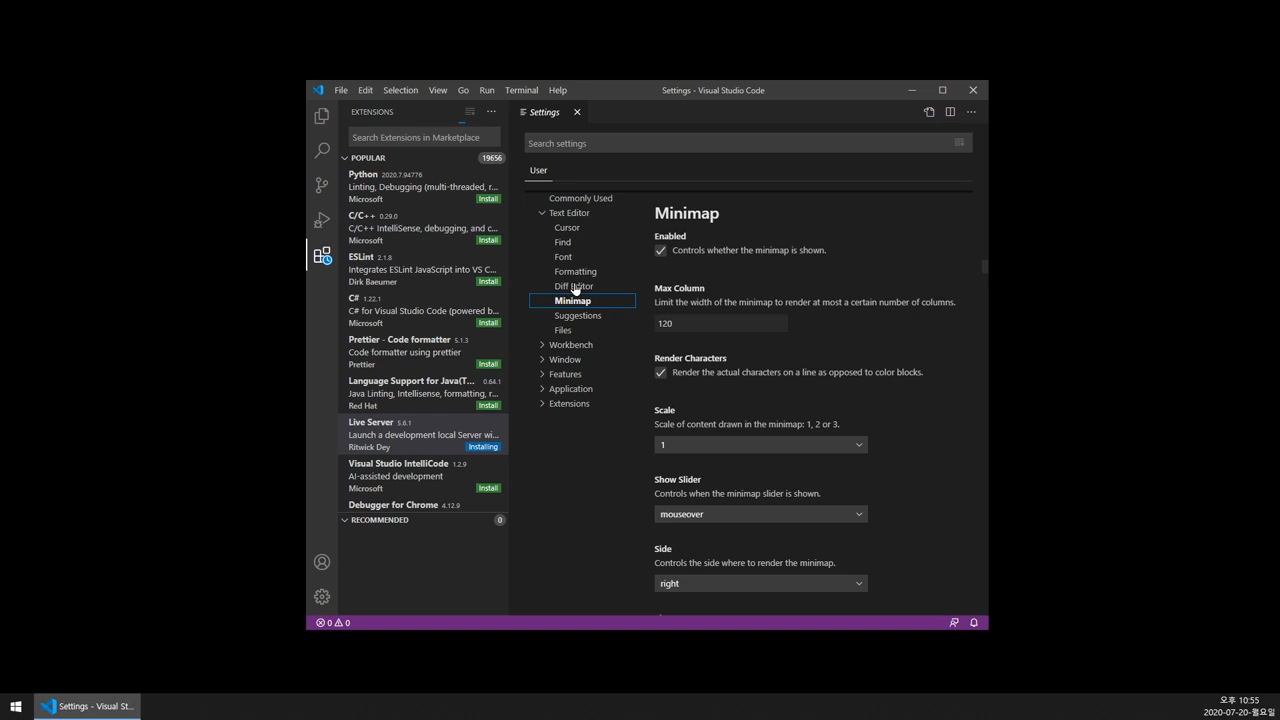 File Edit Selection View Go Run Terminal Help
Settings - Visual Studio Code
EXTENSIONS
Search Extensions in Marketplace
POPULAR 19656
Python 2020.7.94776
Linting, Debugging (multi-threaded, r...
Microsoft Install
C/C++ 0.29.0
C/C++ IntelliSense, debugging, and c...
Microsoft Install
ESLint 2.1.8
Integrates ESLint JavaScript into VS C...
Dirk Baeumer Install
C# 1.22.1
C# for Visual Studio Code (powered b...
Microsoft Install
Prettier - Code formatter 5.1.3
Code formatter using prettier
Prettier Install
Language Support for Java(T... 0.64.1
Java Linting, Intellisense, formatting, r...
Red Hat Install
Live Server 5.6.1
Launch a development local Server wi...
Ritwick Dey Installing
Visual Studio IntelliCode 1.2.9
AI-assisted development
Microsoft Install
Debugger for Chrome 4.12.9
RECOMMENDED 0
Settings
Search settings
User
Commonly Used
Text Editor
Cursor
Find
Font
Formatting
Diff Editor
Minimap
Suggestions
Files
Workbench
Window
Features
Application
Extensions
Minimap
Enabled
Controls whether the minimap is shown.
Max Column
Limit the width of the minimap to render at most a certain number of columns.
120
Render Characters
Render the actual characters on a line as opposed to color blocks.
Scale
Scale of content drawn in the minimap: 1, 2 or 3.
1
Show Slider
Controls when the minimap slider is shown.
mouseover
Side
Controls the side where to render the minimap.
right
0 0
Settings - Visual St...
오후 10:55
2020-07-20-월요일